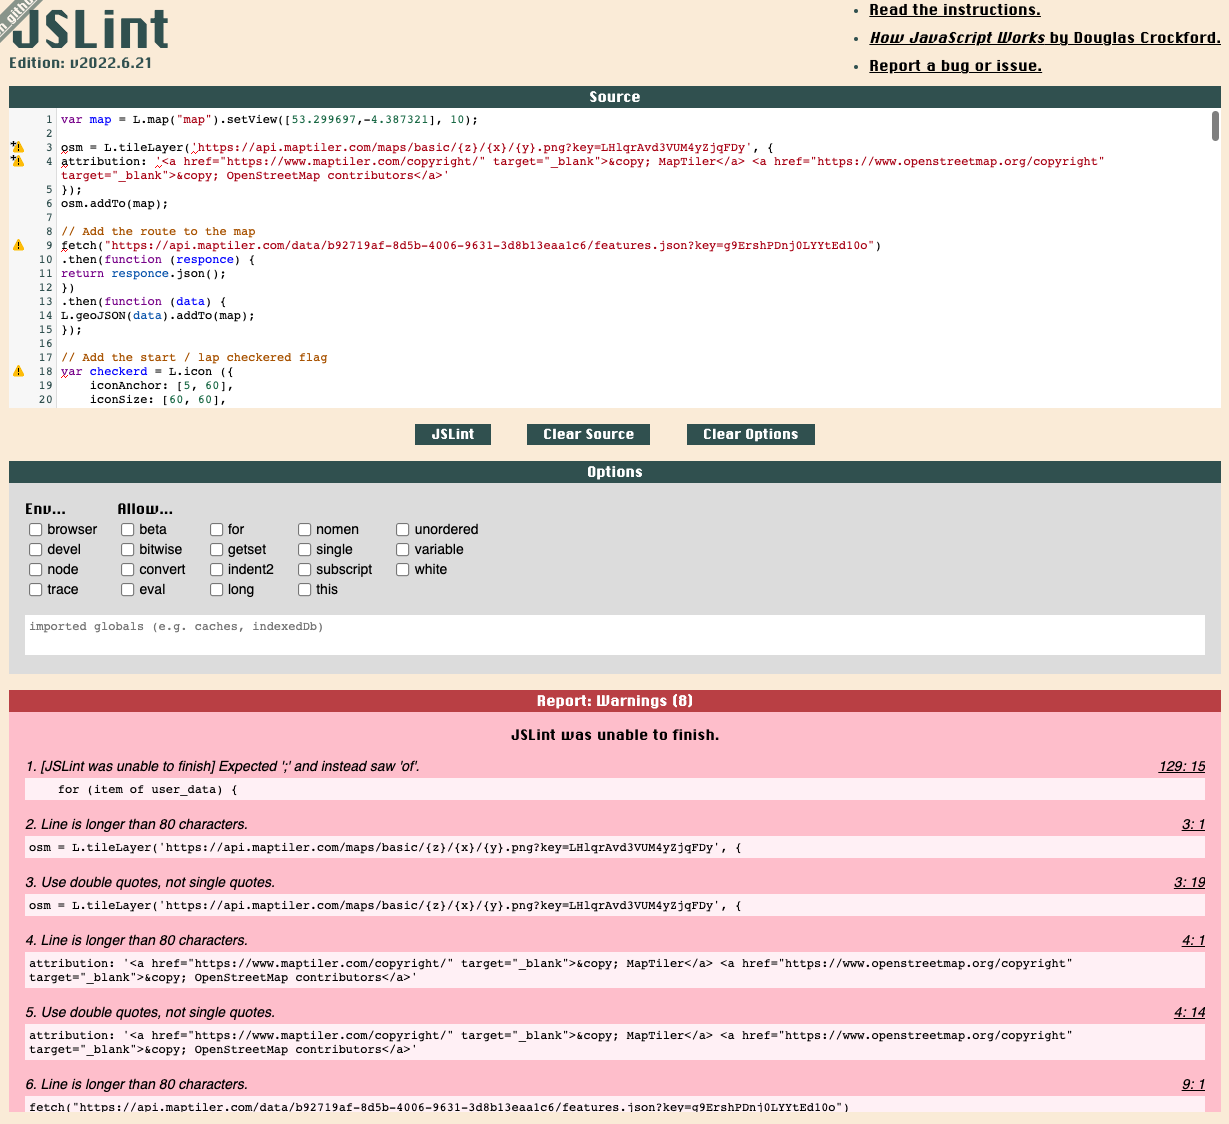 JSLint
Edition: v2022.6.21
Read the instructions.
How JavaScript Works by Douglas Crockford.
Report a bug or issue.
Source
1 var map = L.map("map").setView([53.299697,-4.387321], 10);
2
3 osm = L.tileLayer('https://api.maptiler.com/maps/basic/{z}/{x}/{y}.png?key=LHlqrAvd3VUM4yZjqFDy', {
4 attribution: '<a href="https://www.maptiler.com/copyright/" target="_blank">&copy; MapTiler</a> <a href="https://www.openstreetmap.org/copyright"
target="_blank">&copy; OpenStreetMap contributors</a>'
5 });
6 osm.addTo(map);
7
8 // Add the route to the map
9 fetch("https://api.maptiler.com/data/b92719af-8d5b-4006-9631-3d8b13eaa1c6/features.json?key=g9ErshPDnj0LYYtEd10o")
10 .then(function (responce) {
11 return responce.json();
12 })
13 .then(function (data) {
14 L.geoJSON(data).addTo(map);
15 });
16
17 // Add the start / lap checkered flag
18 var checkerd = L.icon ({
19 iconAnchor: [5, 60],
20 iconSize: [60, 60],
JSLint Clear Source Clear Options
Options
Env... Allow...
browser beta for nomen unordered
devel bitwise getset single variable
node convert indent2 subscript white
trace eval long this
imported globals (e.g. caches, indexedDb)
Report: Warnings (8)
JSLint was unable to finish.
1. [JSLint was unable to finish] Expected ';' and instead saw 'of'. 129: 15
for (item of user_data) {
2. Line is longer than 80 characters. 3: 1
osm = L.tileLayer('https://api.maptiler.com/maps/basic/{z}/{x}/{y}.png?key=LHlqrAvd3VUM4yZjqFDy', {
3. Use double quotes, not single quotes. 3: 19
osm = L.tileLayer('https://api.maptiler.com/maps/basic/{z}/{x}/{y}.png?key=LHlqrAvd3VUM4yZjqFDy', {
4. Line is longer than 80 characters. 4: 1
attribution: '<a href="https://www.maptiler.com/copyright/" target="_blank">&copy; MapTiler</a> <a href="https://www.openstreetmap.org/copyright"
target="_blank">&copy; OpenStreetMap contributors</a>'
5. Use double quotes, not single quotes. 4: 14
attribution: '<a href="https://www.maptiler.com/copyright/" target="_blank">&copy; MapTiler</a> <a href="https://www.openstreetmap.org/copyright"
target="_blank">&copy; OpenStreetMap contributors</a>'
6. Line is longer than 80 characters. 9: 1
fetch("https://api.maptiler.com/data/b92719af-8d5b-4006-9631-3d8b13eaa1c6/features.json?key=g9ErshPDnj0LYYtEd10o")